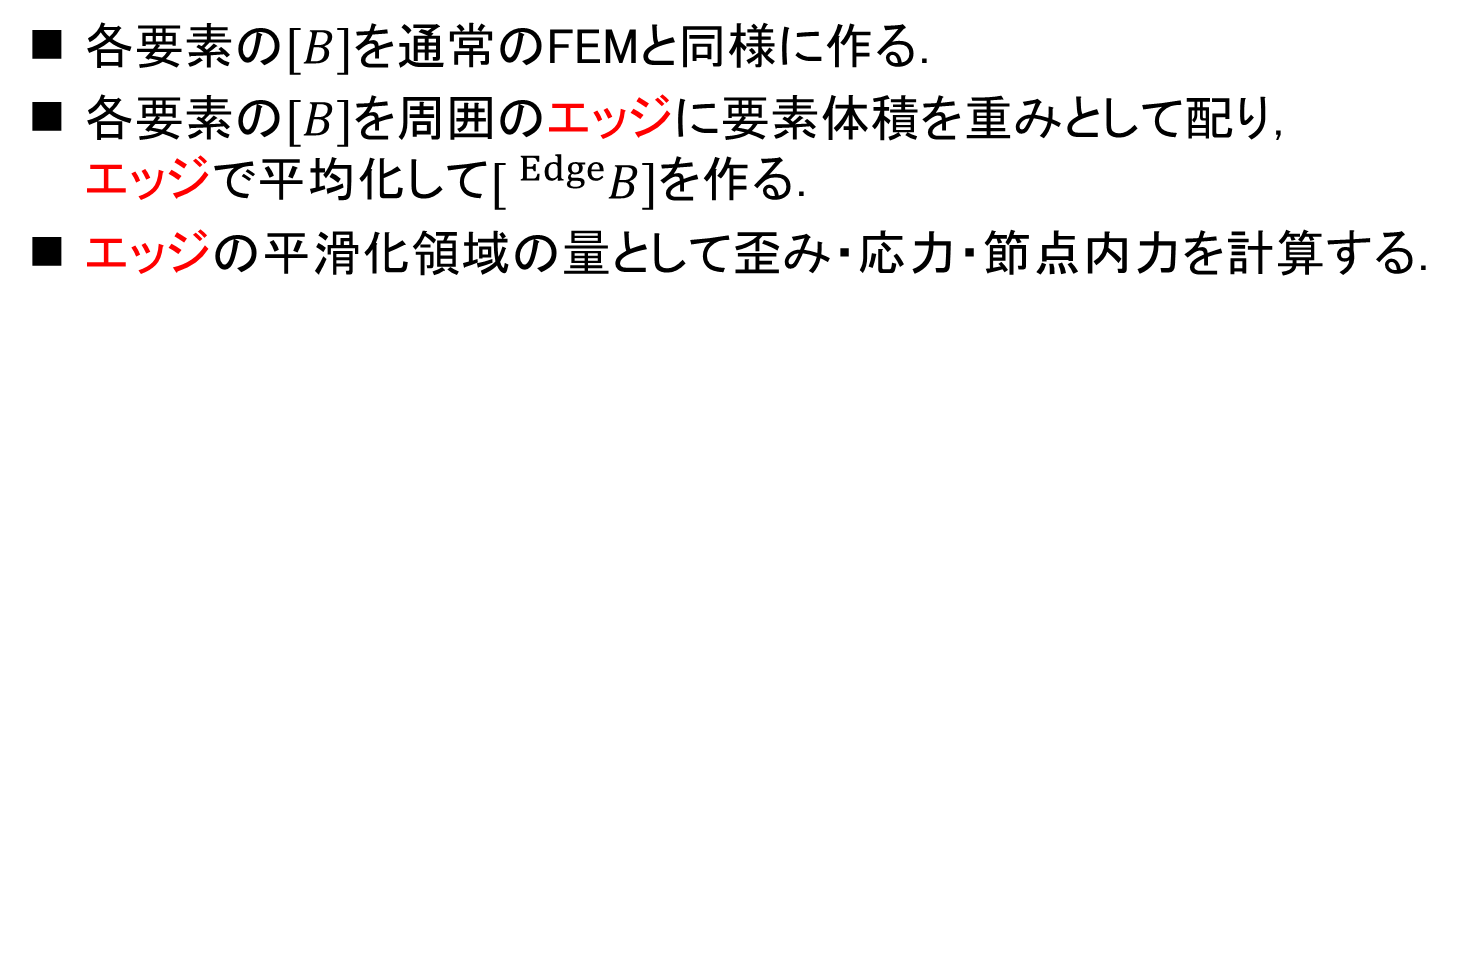 ■ 各要素の[B]を通常のFEMと同様に作る．
■ 各要素の[B]を周囲のエッジに要素体積を重みとして配り，
エッジで平均化して[ ᴱᵈᵍᵉB]を作る．
■ エッジの平滑化領域の量として歪み・応力・節点内力を計算する．